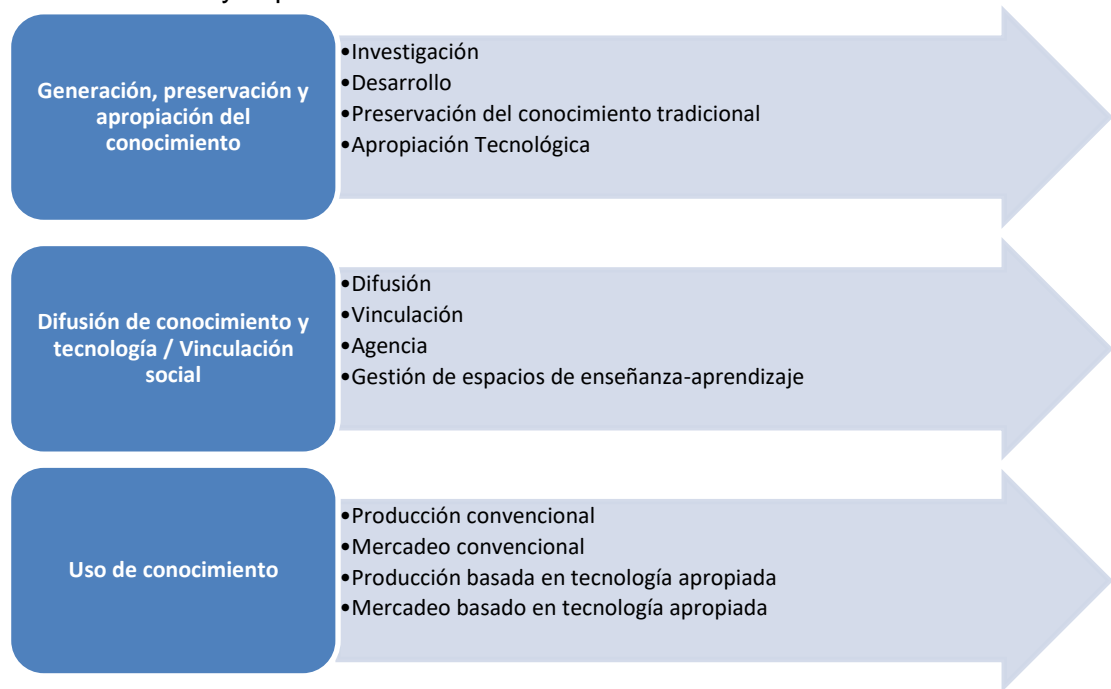 Generación, preservación y
apropiación del
conocimiento
•Investigación
•Desarrollo
•Preservación del conocimiento tradicional
•Apropiación Tecnológica
Difusión de conocimiento y
tecnología / Vinculación
social
•Difusión
•Vinculación
•Agencia
•Gestión de espacios de enseñanza-aprendizaje
Uso de conocimiento
•Producción convencional
•Mercadeo convencional
•Producción basada en tecnología apropiada
•Mercadeo basado en tecnología apropiada